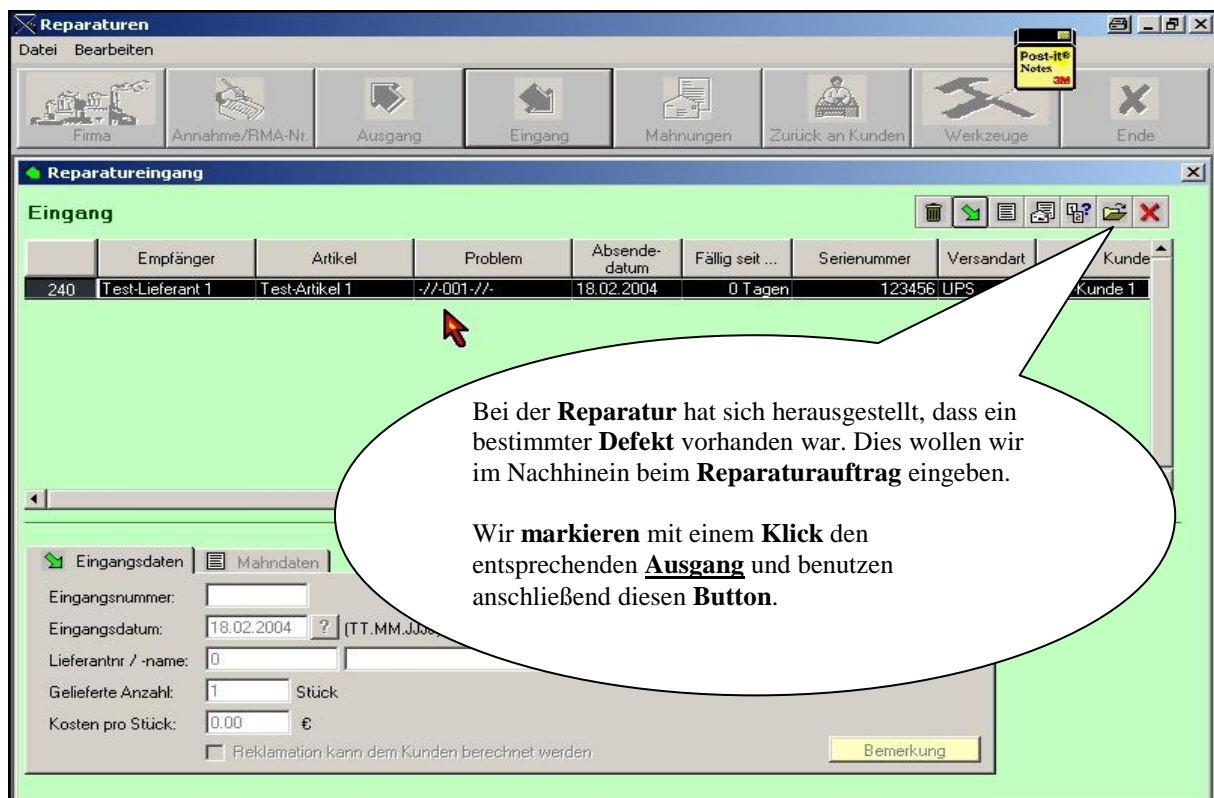 Reparaturen
Datei Bearbeiten
Post-it®
Notes
3M
Firma Annahme/RMA-Nr. Ausgang Eingang Mahnungen Zurück an Kunden Werkzeuge Ende
Reparatureingang
Eingang
Empfänger Artikel Problem Absende-
datum Fällig seit ... Seriennummer Versandart Kunde
240 Test-Lieferant 1 Test-Artikel 1 -//-001-//- 18.02.2004 0 Tagen 123456 UPS -Kunde 1
Bei der Reparatur hat sich herausgestellt, dass ein
bestimmter Defekt vorhanden war. Dies wollen wir
im Nachhinein beim Reparaturauftrag eingeben.
Wir markieren mit einem Klick den
entsprechenden Ausgang und benutzen
anschließend diesen Button.
Eingangsdaten Mahndaten
Eingangsnummer:
Eingangsdatum: 18.02.2004 ? (TT.MM.
Lieferantnr / -name: 0
Gelieferte Anzahl: 1 Stück
Kosten pro Stück: 0.00 €
Reklamation kann dem Kunden berechnet werden
Bemerkung